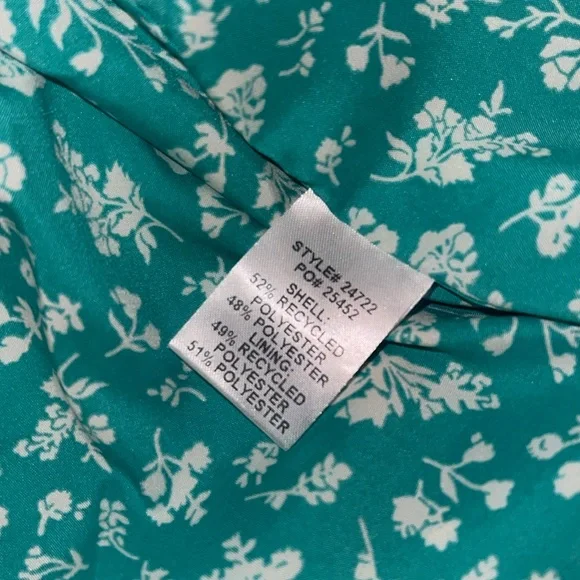 STYLE# 24722
PO# 25452
SHELL:
52% RECYCLED
POLYESTER
48% POLYESTER
LINING:
49% RECYCLED
POLYESTER
51% POLYESTER